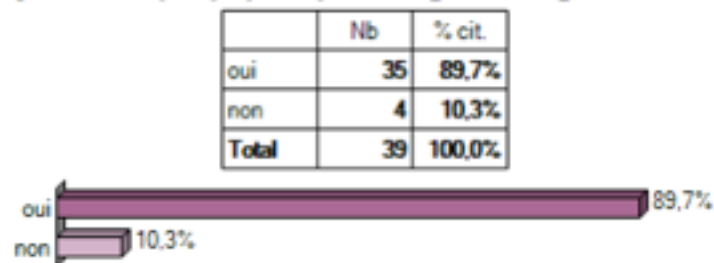 Nb % cit.
oui 35 89,7%
non 4 10,3%
Total 39 100,0%
oui 89,7%
non 10,3%